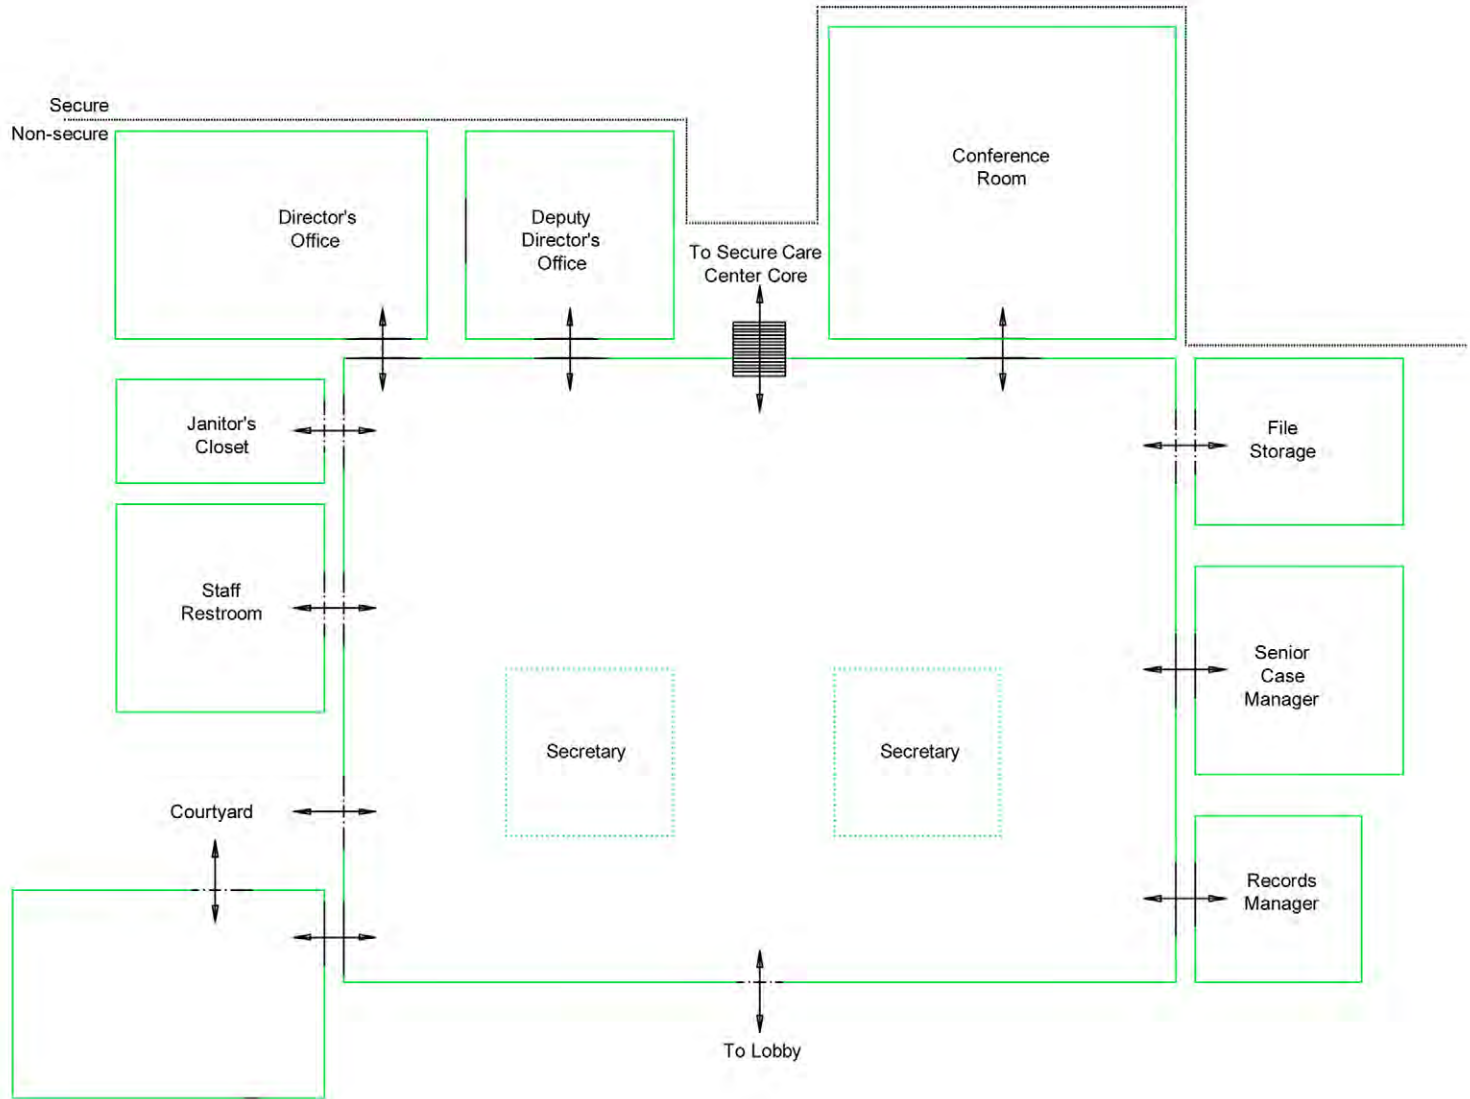 Secure
Non-secure
Director's
Office
Deputy
Director's
Office
To Secure Care
Center Core
Conference
Room
Janitor's
Closet
File
Storage
Staff
Restroom
Senior
Case
Manager
Secretary
Secretary
Courtyard
Records
Manager
To Lobby